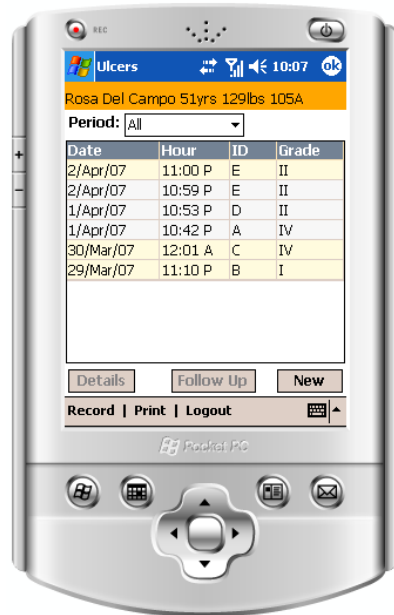 REC
Ulcers 10:07 ok
Rosa Del Campo 51yrs 129lbs 105A
Period: All
Date Hour ID Grade
2/Apr/07 11:00 P E II
2/Apr/07 10:59 P E II
1/Apr/07 10:53 P D II
1/Apr/07 10:42 P A IV
30/Mar/07 12:01 A C IV
29/Mar/07 11:10 P B I
Details Follow Up New
Record | Print | Logout
Pocket PC
+
-